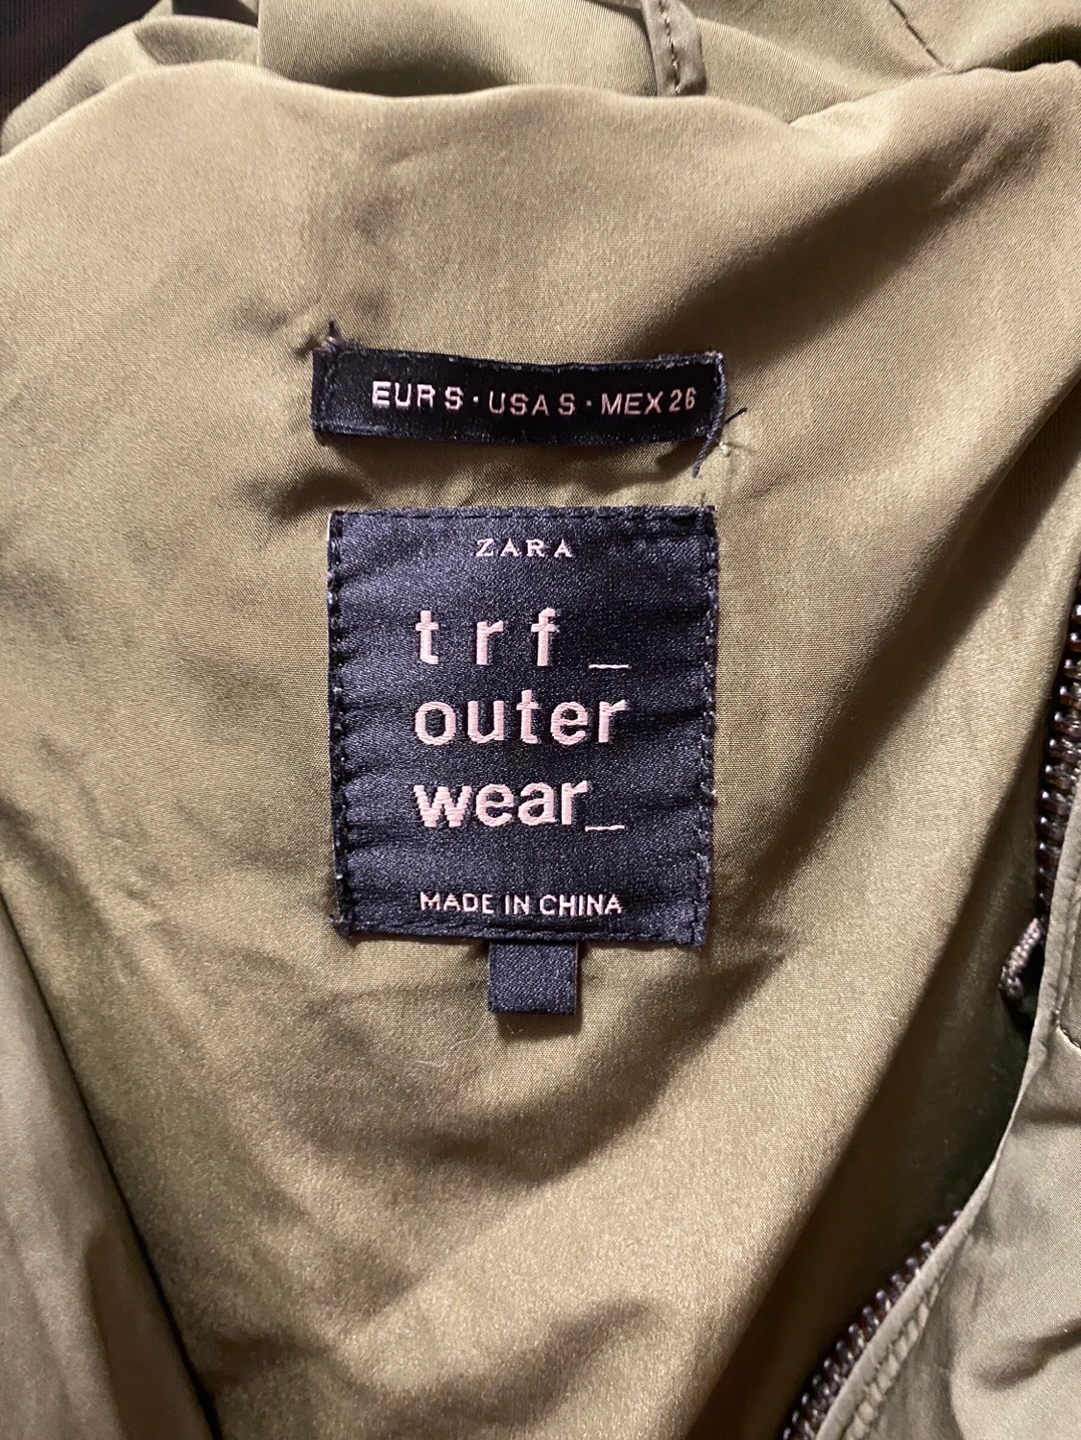 EUR S · USA S · MEX 26
ZARA
trf_
outer
wear_
MADE IN CHINA